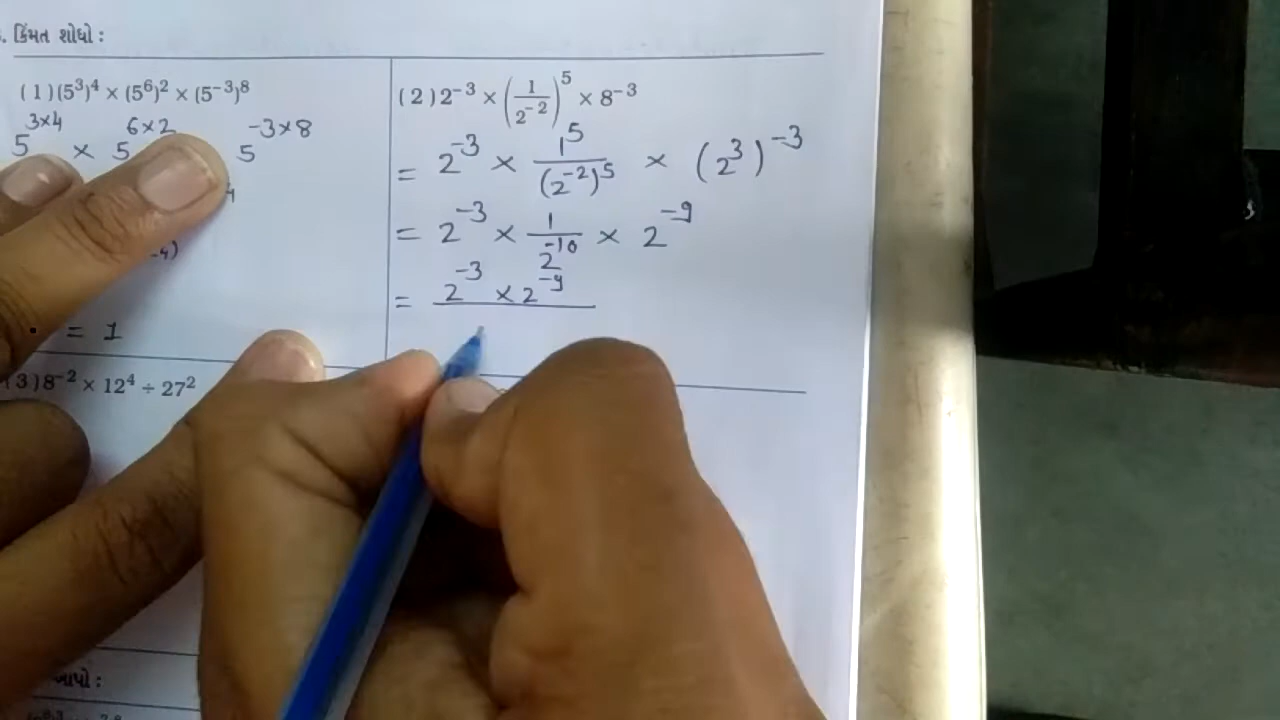 કિંમત શોધો :
(1) (5³)⁴ × (5⁶)² × (5⁻³)⁸
5^{3×4} × 5^{6×2} 5^{-3×8}
= 1
(2) 2⁻³ × (1/2⁻²)⁵ × 8⁻³
= 2⁻³ × 1⁵/(2⁻²)⁵ × (2³)⁻³
= 2⁻³ × 1/2⁻¹⁰ × 2⁻⁹
= 2⁻³ × 2⁻⁹
(3) 8⁻² × 12⁴ ÷ 27²